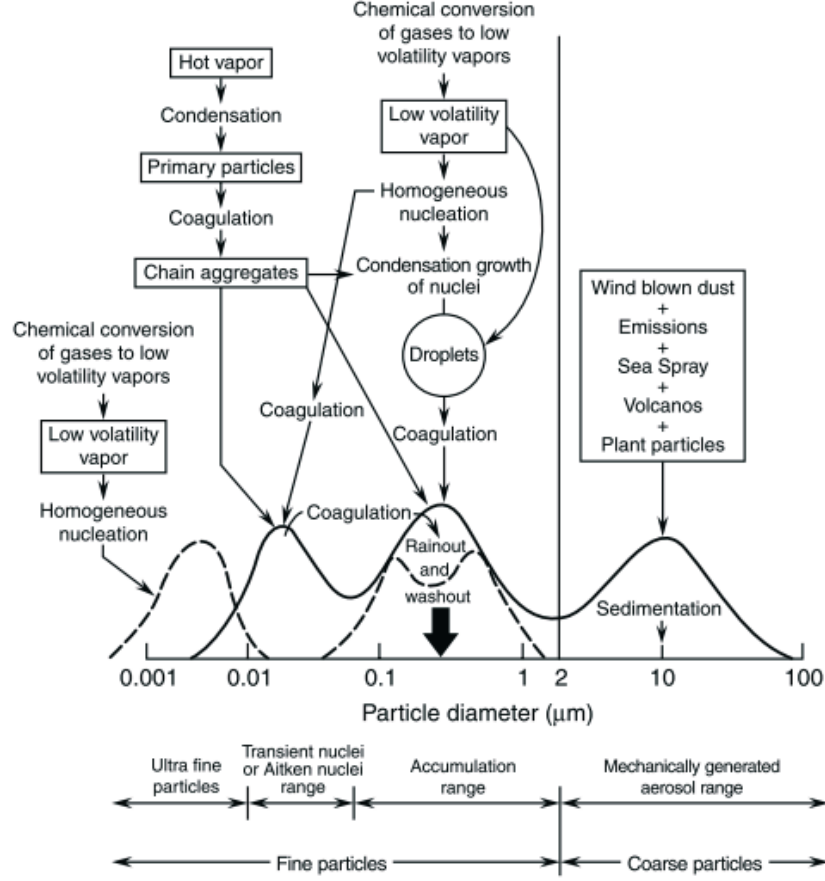 Chemical conversion
of gases to low
volatility vapors
Hot vapor
Condensation
Primary particles
Coagulation
Chain aggregates
Low volatility
vapor
Homogeneous
nucleation
Condensation growth
of nuclei
Droplets
Coagulation
Coagulation
Chemical conversion
of gases to low
volatility vapors
Low volatility
vapor
Homogeneous
nucleation
Wind blown dust
+
Emissions
+
Sea Spray
+
Volcanos
+
Plant particles
Coagulation
Rainout
and
washout
Sedimentation
0.001 0.01 0.1 1 2 10 100
Particle diameter (μm)
Ultra fine
particles
Transient nuclei
or Aitken nuclei
range
Accumulation
range
Mechanically generated
aerosol range
Fine particles
Coarse particles